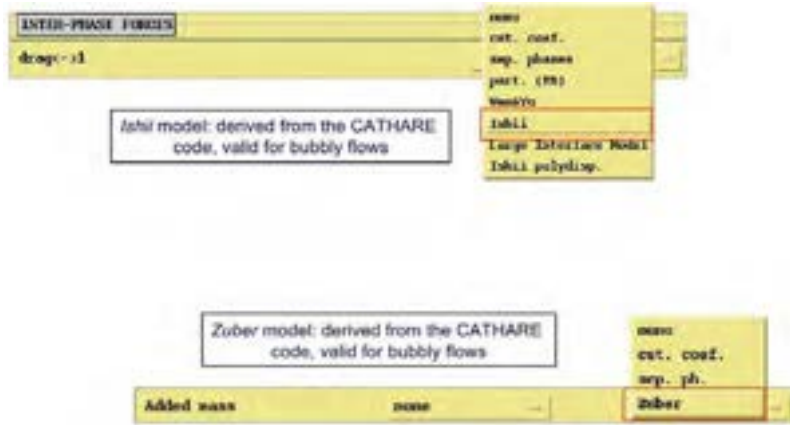 INTER-PHASE FORCES
drag<->1
none
cst. coef.
sep. phases
part. (PR)
Wen&Yu
Ishii
Large Interface Model
Ishii polydisp.
Ishii model: derived from the CATHARE
code, valid for bubbly flows
Zuber model: derived from the CATHARE
code, valid for bubbly flows
none
cst. coef.
sep. ph.
Zuber
Added mass none